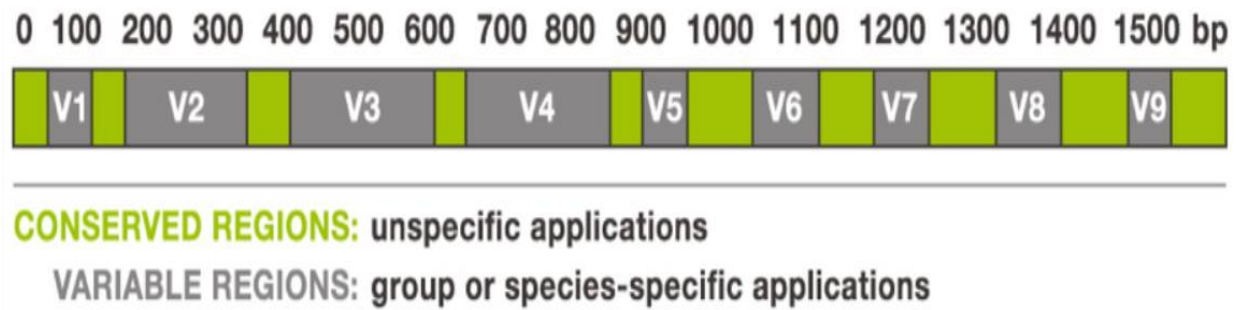 0 100 200 300 400 500 600 700 800 900 1000 1100 1200 1300 1400 1500 bp
V1 V2 V3 V4 V5 V6 V7 V8 V9
CONSERVED REGIONS: unspecific applications
VARIABLE REGIONS: group or species-specific applications